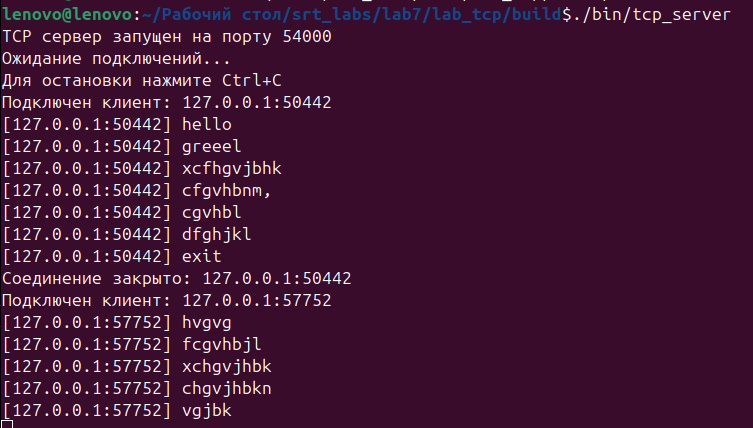 lenovo@lenovo:~/Рабочий стол/srt_labs/lab7/lab_tcp/build$./bin/tcp_server
TCP сервер запущен на порту 54000
Ожидание подключений...
Для остановки нажмите Ctrl+C
Подключен клиент: 127.0.0.1:50442
[127.0.0.1:50442] hello
[127.0.0.1:50442] greeel
[127.0.0.1:50442] xcfhgvjbhk
[127.0.0.1:50442] cfgvhbnm,
[127.0.0.1:50442] cgvhbl
[127.0.0.1:50442] dfghjkl
[127.0.0.1:50442] exit
Соединение закрыто: 127.0.0.1:50442
Подключен клиент: 127.0.0.1:57752
[127.0.0.1:57752] hvgvg
[127.0.0.1:57752] fcgvhbjl
[127.0.0.1:57752] xchgvjhbk
[127.0.0.1:57752] chgvjhbkn
[127.0.0.1:57752] vgjbk